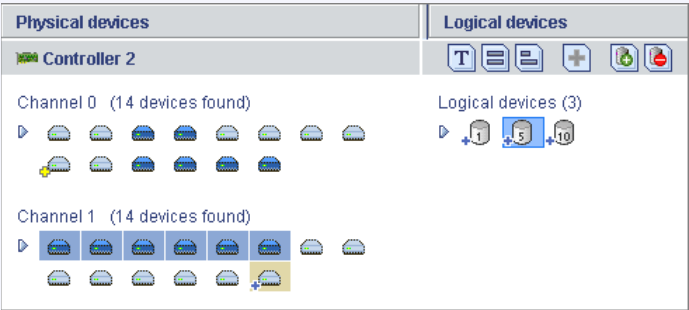 Physical devices
Logical devices
Controller 2
T
Channel 0 (14 devices found)
Logical devices (3)
1
5
10
Channel 1 (14 devices found)